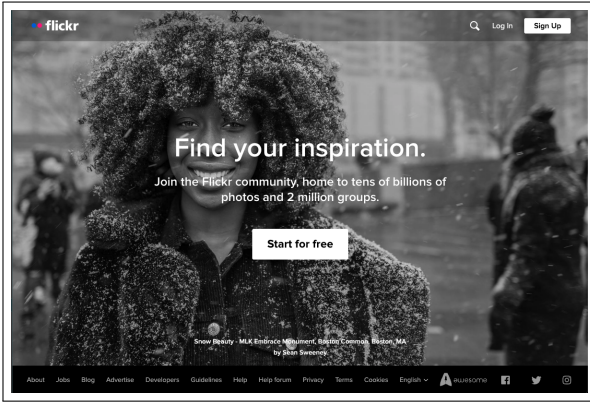 flickr
Log In Sign Up
Find your inspiration.
Join the Flickr community, home to tens of billions of
photos and 2 million groups.
Start for free
Snow Beauty - MLK Embrace Monument, Boston Common, Boston, MA
by Sean Sweeney
About Jobs Blog Advertise Developers Guidelines Help Help forum Privacy Terms Cookies English awesome